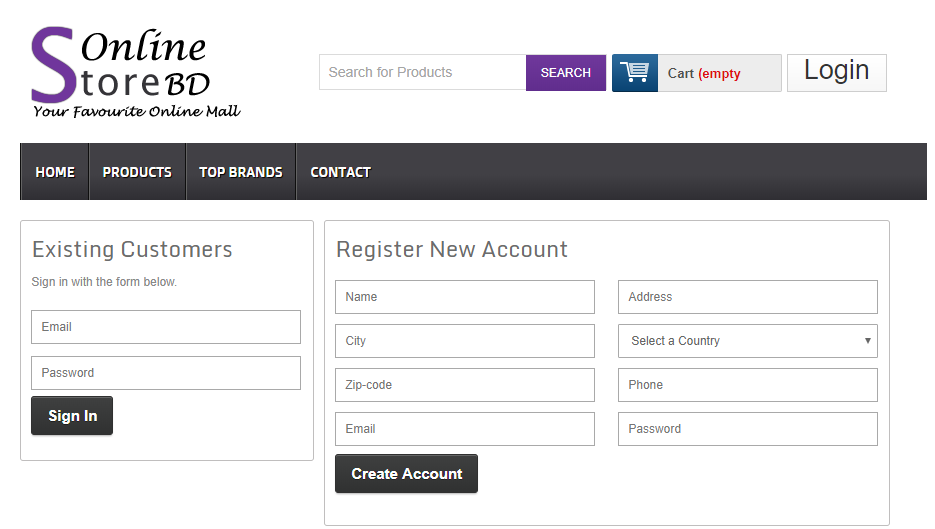 Online
StoreBD
Your Favourite Online Mall
Search for Products
SEARCH
Cart (empty
Login
HOME PRODUCTS TOP BRANDS CONTACT
Existing Customers
Sign in with the form below.
Email
Password
Sign In
Register New Account
Name
Address
City
Select a Country
Zip-code
Phone
Email
Password
Create Account